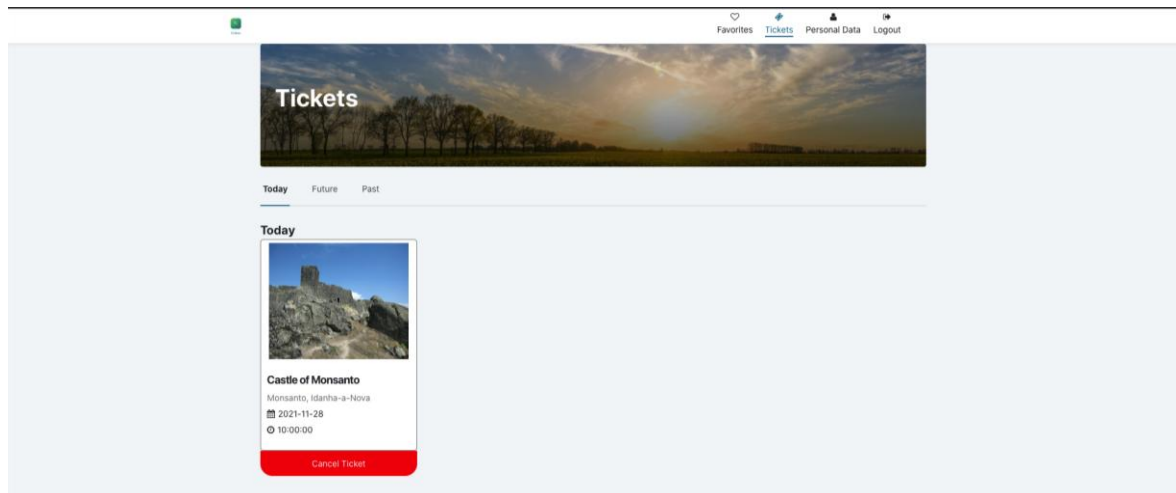 Favorites Tickets Personal Data Logout
Tickets
Today Future Past
Today
Castle of Monsanto
Monsanto, Idanha-a-Nova
2021-11-28
10:00:00
Cancel Ticket